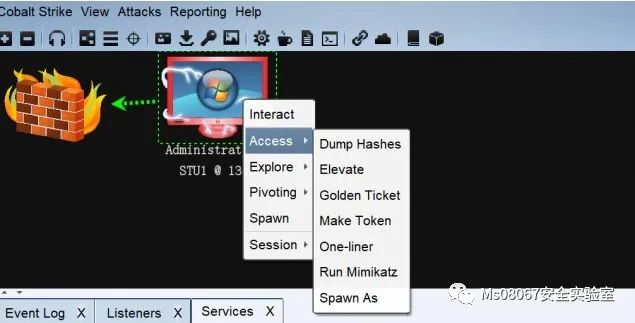 Cobalt Strike View Attacks Reporting Help
Interact
Access
Explore
Pivoting
Spawn
Session
Dump Hashes
Elevate
Golden Ticket
Make Token
One-liner
Run Mimikatz
Spawn As
Administrat
STU1 @ 13
Event Log X
Listeners X
Services X
Ms08067安全实验室